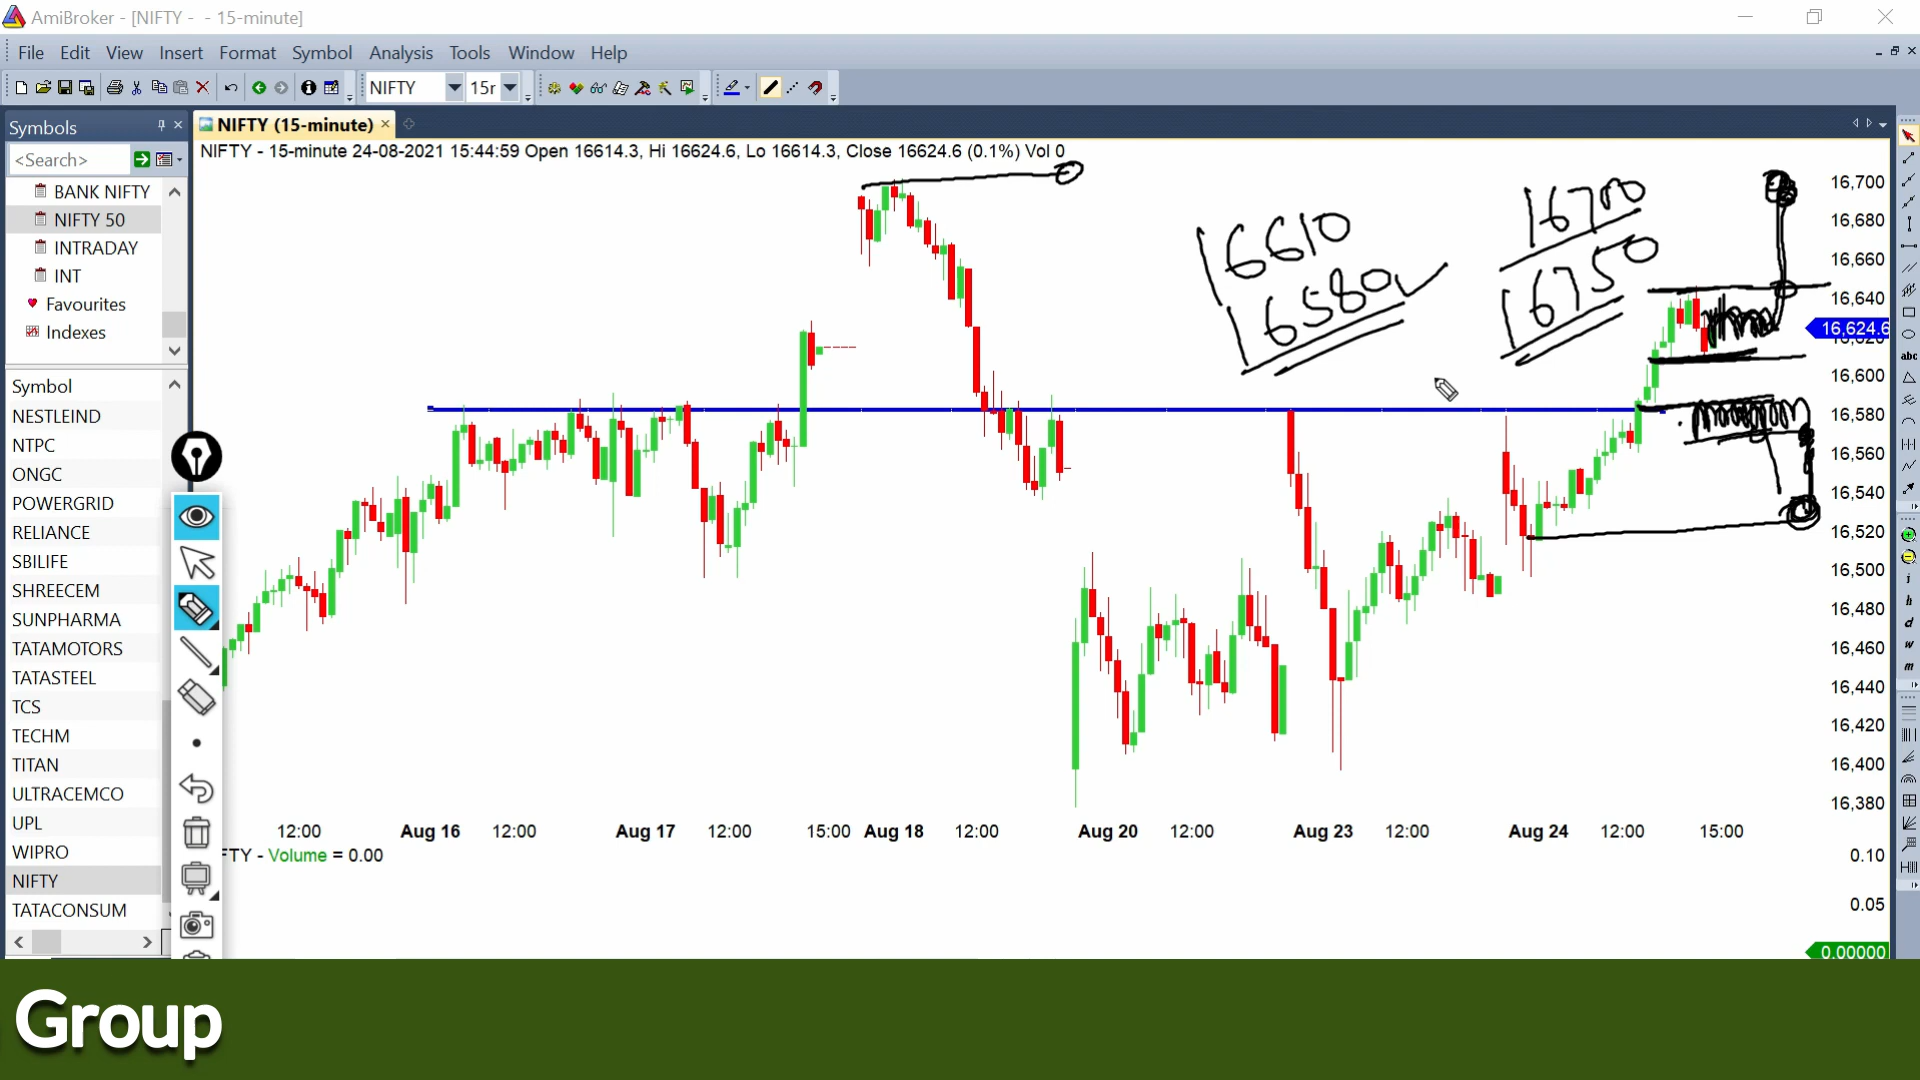 AmiBroker - [NIFTY - - 15-minute]
File Edit View Insert Format Symbol Analysis Tools Window Help
NIFTY 15r
Symbols
NIFTY (15-minute)
<Search>
NIFTY - 15-minute 24-08-2021 15:44:59 Open 16614.3, Hi 16624.6, Lo 16614.3, Close 16624.6 (0.1%) Vol 0
BANK NIFTY
NIFTY 50
INTRADAY
INT
Favourites
Indexes
Symbol
NESTLEIND
NTPC
ONGC
POWERGRID
RELIANCE
SBILIFE
SHREECEM
SUNPHARMA
TATAMOTORS
TATASTEEL
TCS
TECHM
TITAN
ULTRACEMCO
UPL
WIPRO
NIFTY
TATACONSUM
16610
16580
16700
16750
16,700
16,680
16,660
16,640
16,624.6
16,620
16,600
16,580
16,560
16,540
16,520
16,500
16,480
16,460
16,440
16,420
16,400
16,380
12:00 Aug 16 12:00 Aug 17 12:00 15:00 Aug 18 12:00 Aug 20 12:00 Aug 23 12:00 Aug 24 12:00 15:00
FTY - Volume = 0.00
0.10
0.05
0.00000
abc
i
h
d
w
m
Group